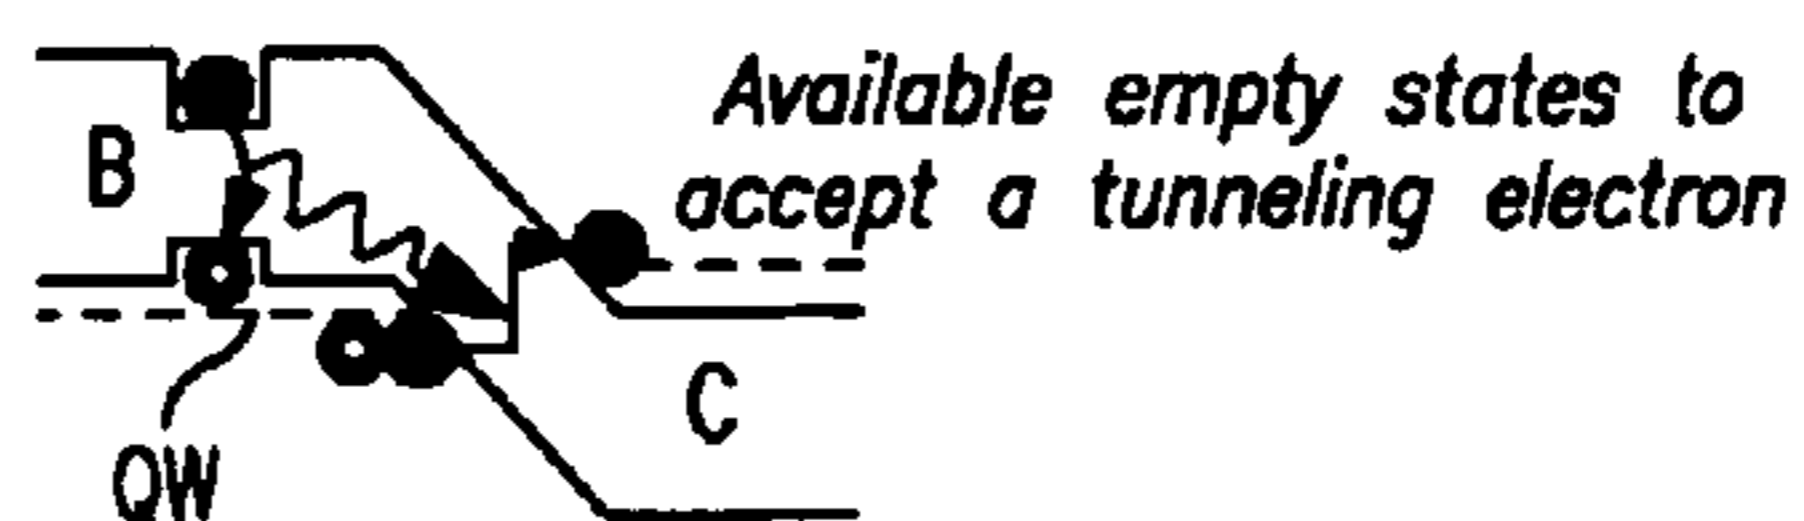 Available empty states to
B
accept a tunneling electron
C
QW